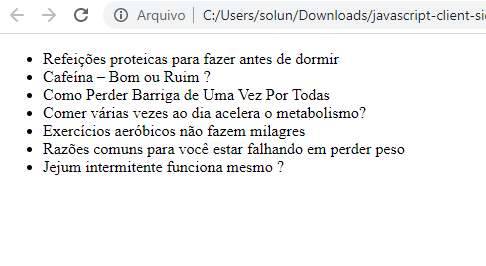 Arquivo C:/Users/solun/Downloads/javascript-client-sic
Refeições proteicas para fazer antes de dormir
Cafeína – Bom ou Ruim ?
Como Perder Barriga de Uma Vez Por Todas
Comer várias vezes ao dia acelera o metabolismo?
Exercícios aeróbicos não fazem milagres
Razões comuns para você estar falhando em perder peso
Jejum intermitente funciona mesmo ?